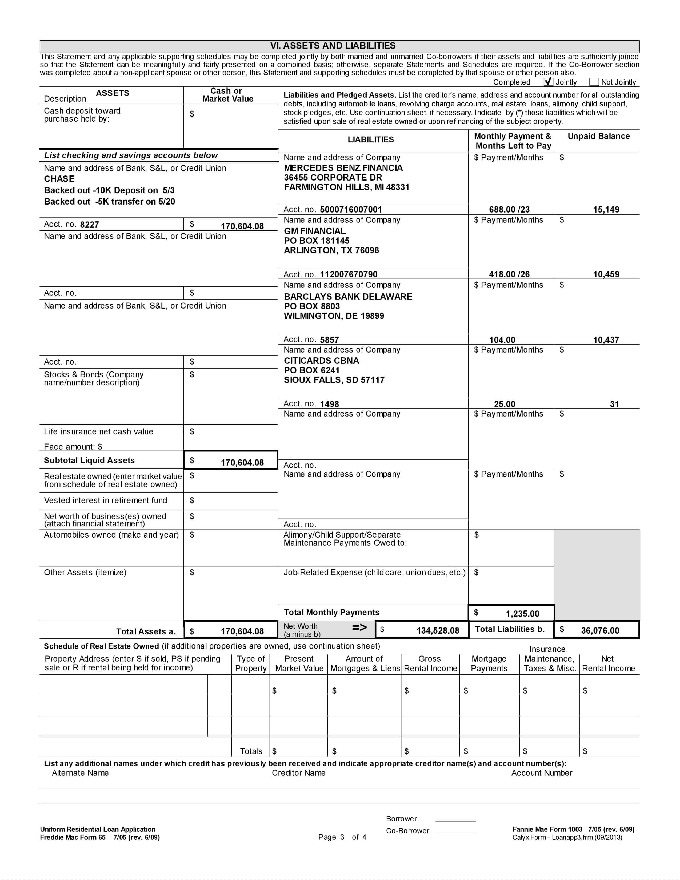 VI. ASSETS AND LIABILITIES
This Statement and any applicable supporting schedules may be completed jointly by both married and unmarried Co-borrowers if their assets and liabilities are sufficiently joined
so that the Statement can be meaningfully and fairly presented on a combined basis; otherwise, separate Statements and Schedules are required. If the Co-Borrower section
was completed about a non-applicant spouse or other person, this Statement and supporting schedules must be completed by that spouse or other person also.
Completed √ Jointly Not Jointly
ASSETS
Description
Cash or
Market Value
Cash deposit toward
purchase held by:
$
List checking and savings accounts below
Name and address of Bank, S&L, or Credit Union
CHASE
Backed out -10K Deposit on 5/3
Backed out -5K transfer on 5/20
Acct. no. 8227 $ 170,604.08
Name and address of Bank, S&L, or Credit Union
Acct. no. $
Name and address of Bank, S&L, or Credit Union
Acct. no. $
Stocks & Bonds (Company
name/number description)
$
Life insurance net cash value
Face amount: $
$
Subtotal Liquid Assets $ 170,604.08
Real estate owned (enter market value
from schedule of real estate owned)
$
Vested interest in retirement fund $
Net worth of business(es) owned
(attach financial statement)
$
Automobiles owned (make and year) $
Other Assets (itemize) $
Total Assets a. $ 170,604.08
Liabilities and Pledged Assets. List the creditor's name, address and account number for all outstanding
debts, including automobile loans, revolving charge accounts, real estate loans, alimony, child support,
stock pledges, etc. Use continuation sheet, if necessary. Indicate by (*) those liabilities which will be
satisfied upon sale of real estate owned or upon refinancing of the subject property.
LIABILITIES
Monthly Payment &
Months Left to Pay
Unpaid Balance
Name and address of Company $ Payment/Months $
MERCEDES BENZ FINANCIA
36455 CORPORATE DR
FARMINGTON HILLS, MI 48331
Acct. no. 5000716007001 688.00 /23 15,149
Name and address of Company $ Payment/Months $
GM FINANCIAL
PO BOX 181145
ARLINGTON, TX 76096
Acct. no. 112007670790 418.00 /26 10,459
Name and address of Company $ Payment/Months $
BARCLAYS BANK DELAWARE
PO BOX 8803
WILMINGTON, DE 19899
Acct. no. 5857 104.00 10,437
Name and address of Company $ Payment/Months $
CITICARDS CBNA
PO BOX 6241
SIOUX FALLS, SD 57117
Acct. no. 1498 25.00 31
Name and address of Company $ Payment/Months $
Acct. no.
Name and address of Company $ Payment/Months $
Acct. no.
Alimony/Child Support/Separate
Maintenance Payments Owed to:
$
Job-Related Expense (child care, union dues, etc.) $
Total Monthly Payments $ 1,235.00
Net Worth
(a minus b)
=> $ 134,528.08 Total Liabilities b. $ 36,076.00
Schedule of Real Estate Owned (if additional properties are owned, use continuation sheet)
Property Address (enter S if sold, PS if pending
sale or R if rental being held for income)
Type of
Property
Present
Market Value
Amount of
Mortgages & Liens
Gross
Rental Income
Mortgage
Payments
Insurance
Maintenance,
Taxes & Misc.
Net
Rental Income
$ $ $ $ $ $
Totals $ $ $ $ $ $
List any additional names under which credit has previously been received and indicate appropriate creditor name(s) and account number(s):
Alternate Name Creditor Name Account Number
Borrower
Co-Borrower
Uniform Residential Loan Application
Freddie Mac Form 65 7/05 (rev. 6/09)
Page 3 of 4
Fannie Mae Form 1003 7/05 (rev. 6/09)
Calyx Form - Loanapp3.frm (09/2013)